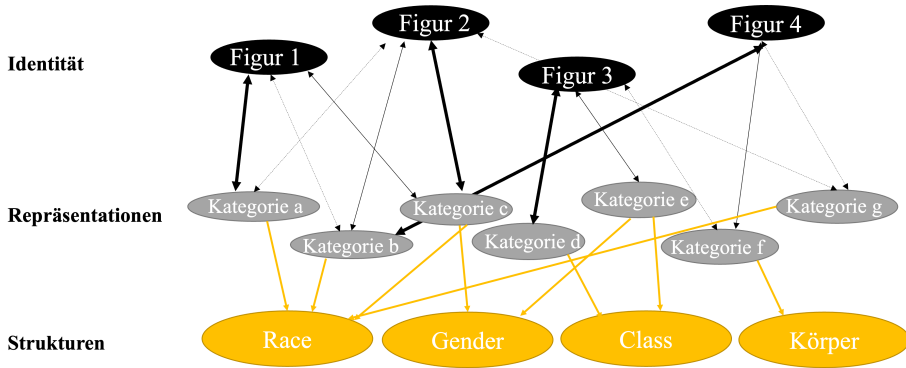 Identität
Figur 1
Figur 2
Figur 3
Figur 4
Repräsentationen
Kategorie a
Kategorie b
Kategorie c
Kategorie d
Kategorie e
Kategorie f
Kategorie g
Strukturen
Race
Gender
Class
Körper